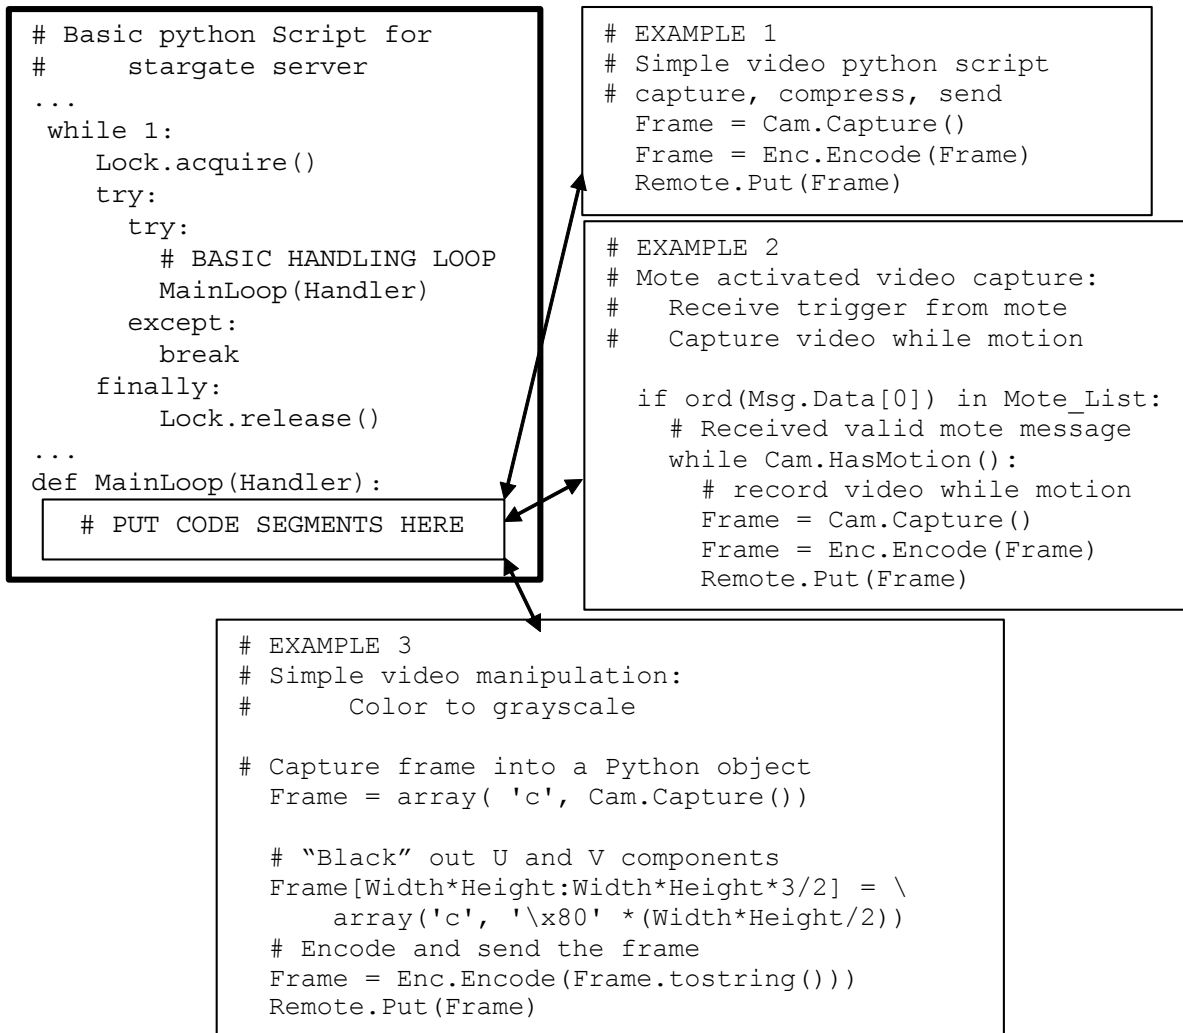 # Basic python Script for
#      stargate server
...
 while 1:
    Lock.acquire()
    try:
      try:
        # BASIC HANDLING LOOP
        MainLoop(Handler)
      except:
        break
    finally:
        Lock.release()
...
def MainLoop(Handler):
# PUT CODE SEGMENTS HERE
# EXAMPLE 1
# Simple video python script
# capture, compress, send
  Frame = Cam.Capture()
  Frame = Enc.Encode(Frame)
  Remote.Put(Frame)
# EXAMPLE 2
# Mote activated video capture:
#   Receive trigger from mote
#   Capture video while motion
  if ord(Msg.Data[0]) in Mote_List:
    # Received valid mote message
    while Cam.HasMotion():
      # record video while motion
      Frame = Cam.Capture()
      Frame = Enc.Encode(Frame)
      Remote.Put(Frame)
# EXAMPLE 3
# Simple video manipulation:
#      Color to grayscale
# Capture frame into a Python object
  Frame = array( 'c', Cam.Capture())
  # “Black” out U and V components
  Frame[Width*Height:Width*Height*3/2] = \
      array('c', '\x80' *(Width*Height/2))
  # Encode and send the frame
  Frame = Enc.Encode(Frame.tostring()))
  Remote.Put(Frame)